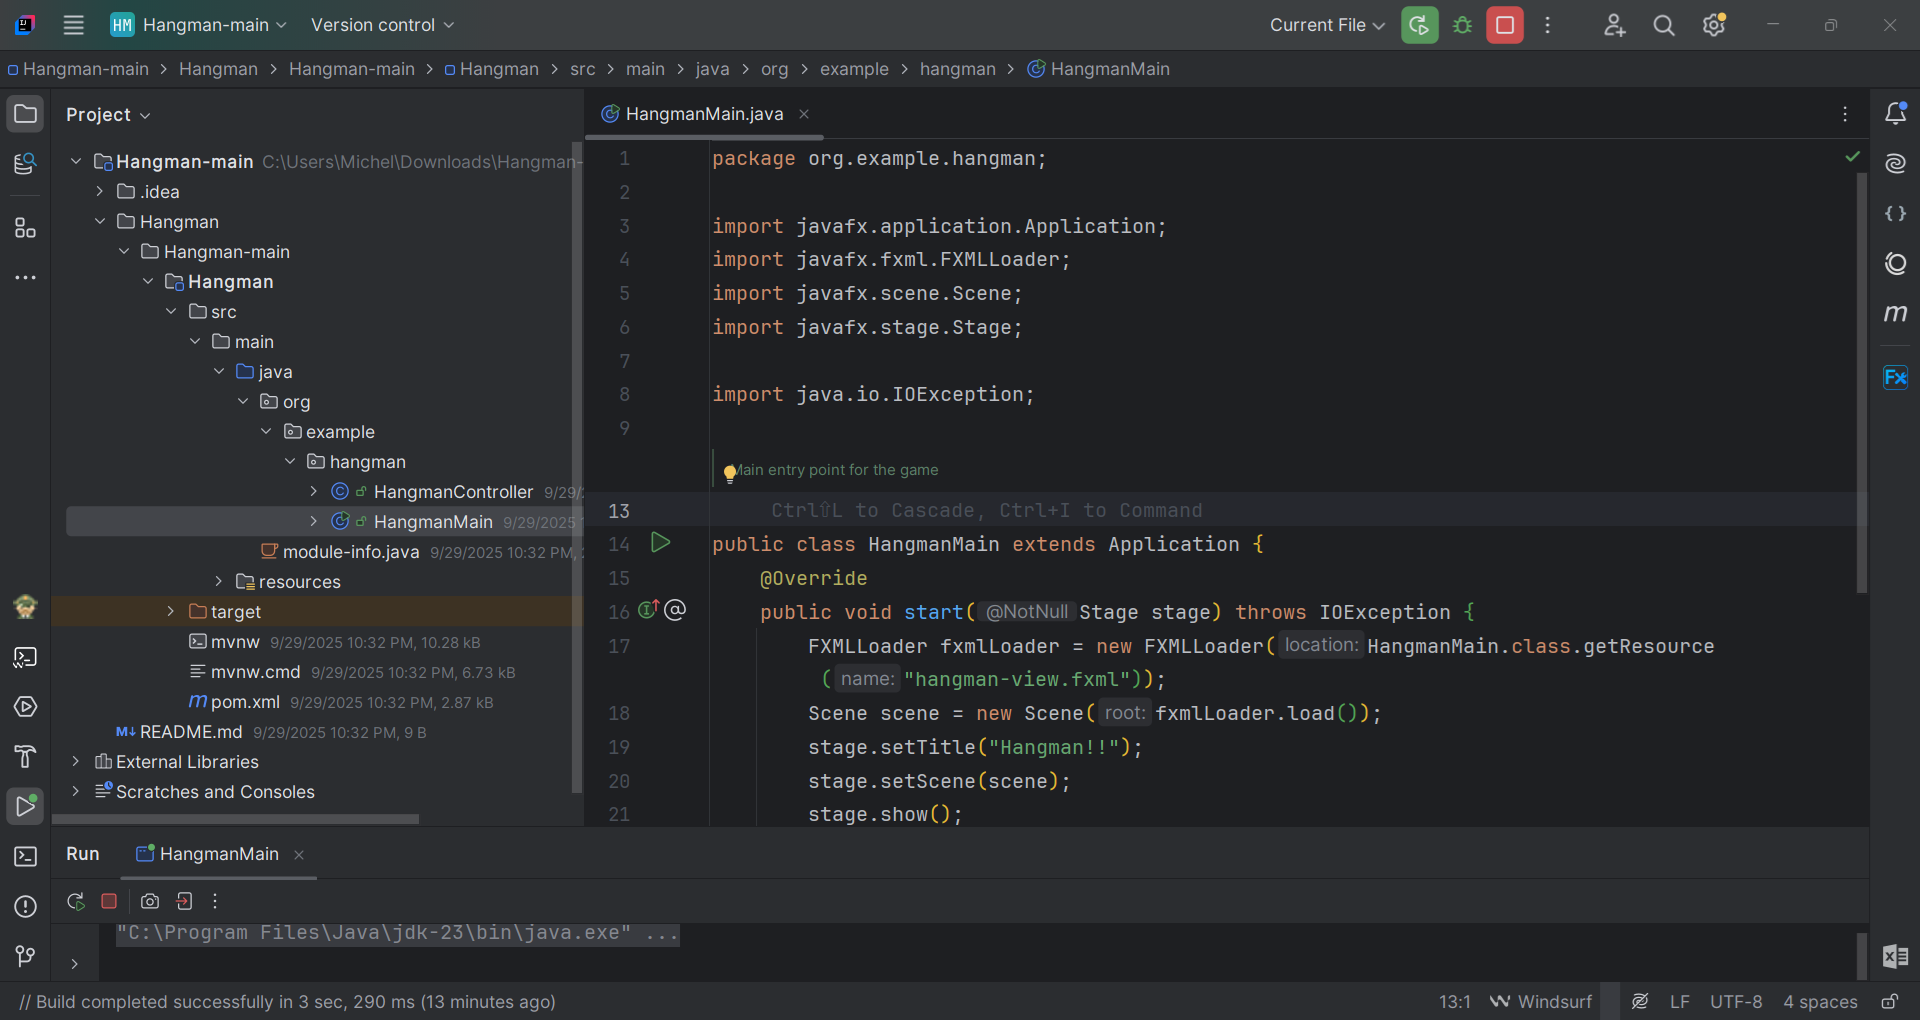 HM Hangman-main Version control Current File
Hangman-main > Hangman > Hangman-main > Hangman > src > main > java > org > example > hangman > HangmanMain
Project
Hangman-main C:\Users\Michel\Downloads\Hangman-
.idea
Hangman
Hangman-main
Hangman
src
main
java
org
example
hangman
HangmanController 9/29/
HangmanMain 9/29/2025
module-info.java 9/29/2025 10:32 PM,
resources
target
mvnw 9/29/2025 10:32 PM, 10.28 kB
mvnw.cmd 9/29/2025 10:32 PM, 6.73 kB
pom.xml 9/29/2025 10:32 PM, 2.87 kB
README.md 9/29/2025 10:32 PM, 9 B
External Libraries
Scratches and Consoles
HangmanMain.java
1 package org.example.hangman;
2
3 import javafx.application.Application;
4 import javafx.fxml.FXMLLoader;
5 import javafx.scene.Scene;
6 import javafx.stage.Stage;
7
8 import java.io.IOException;
9
Main entry point for the game
13 Ctrl⇧L to Cascade, Ctrl+I to Command
14 public class HangmanMain extends Application {
15 @Override
16 public void start( @NotNull Stage stage) throws IOException {
17 FXMLLoader fxmlLoader = new FXMLLoader( location: HangmanMain.class.getResource
( name: "hangman-view.fxml"));
18 Scene scene = new Scene( root: fxmlLoader.load());
19 stage.setTitle("Hangman!!");
20 stage.setScene(scene);
21 stage.show();
Fx
Run HangmanMain
"C:\Program Files\Java\jdk-23\bin\java.exe" ...
// Build completed successfully in 3 sec, 290 ms (13 minutes ago) 13:1 Windsurf LF UTF-8 4 spaces